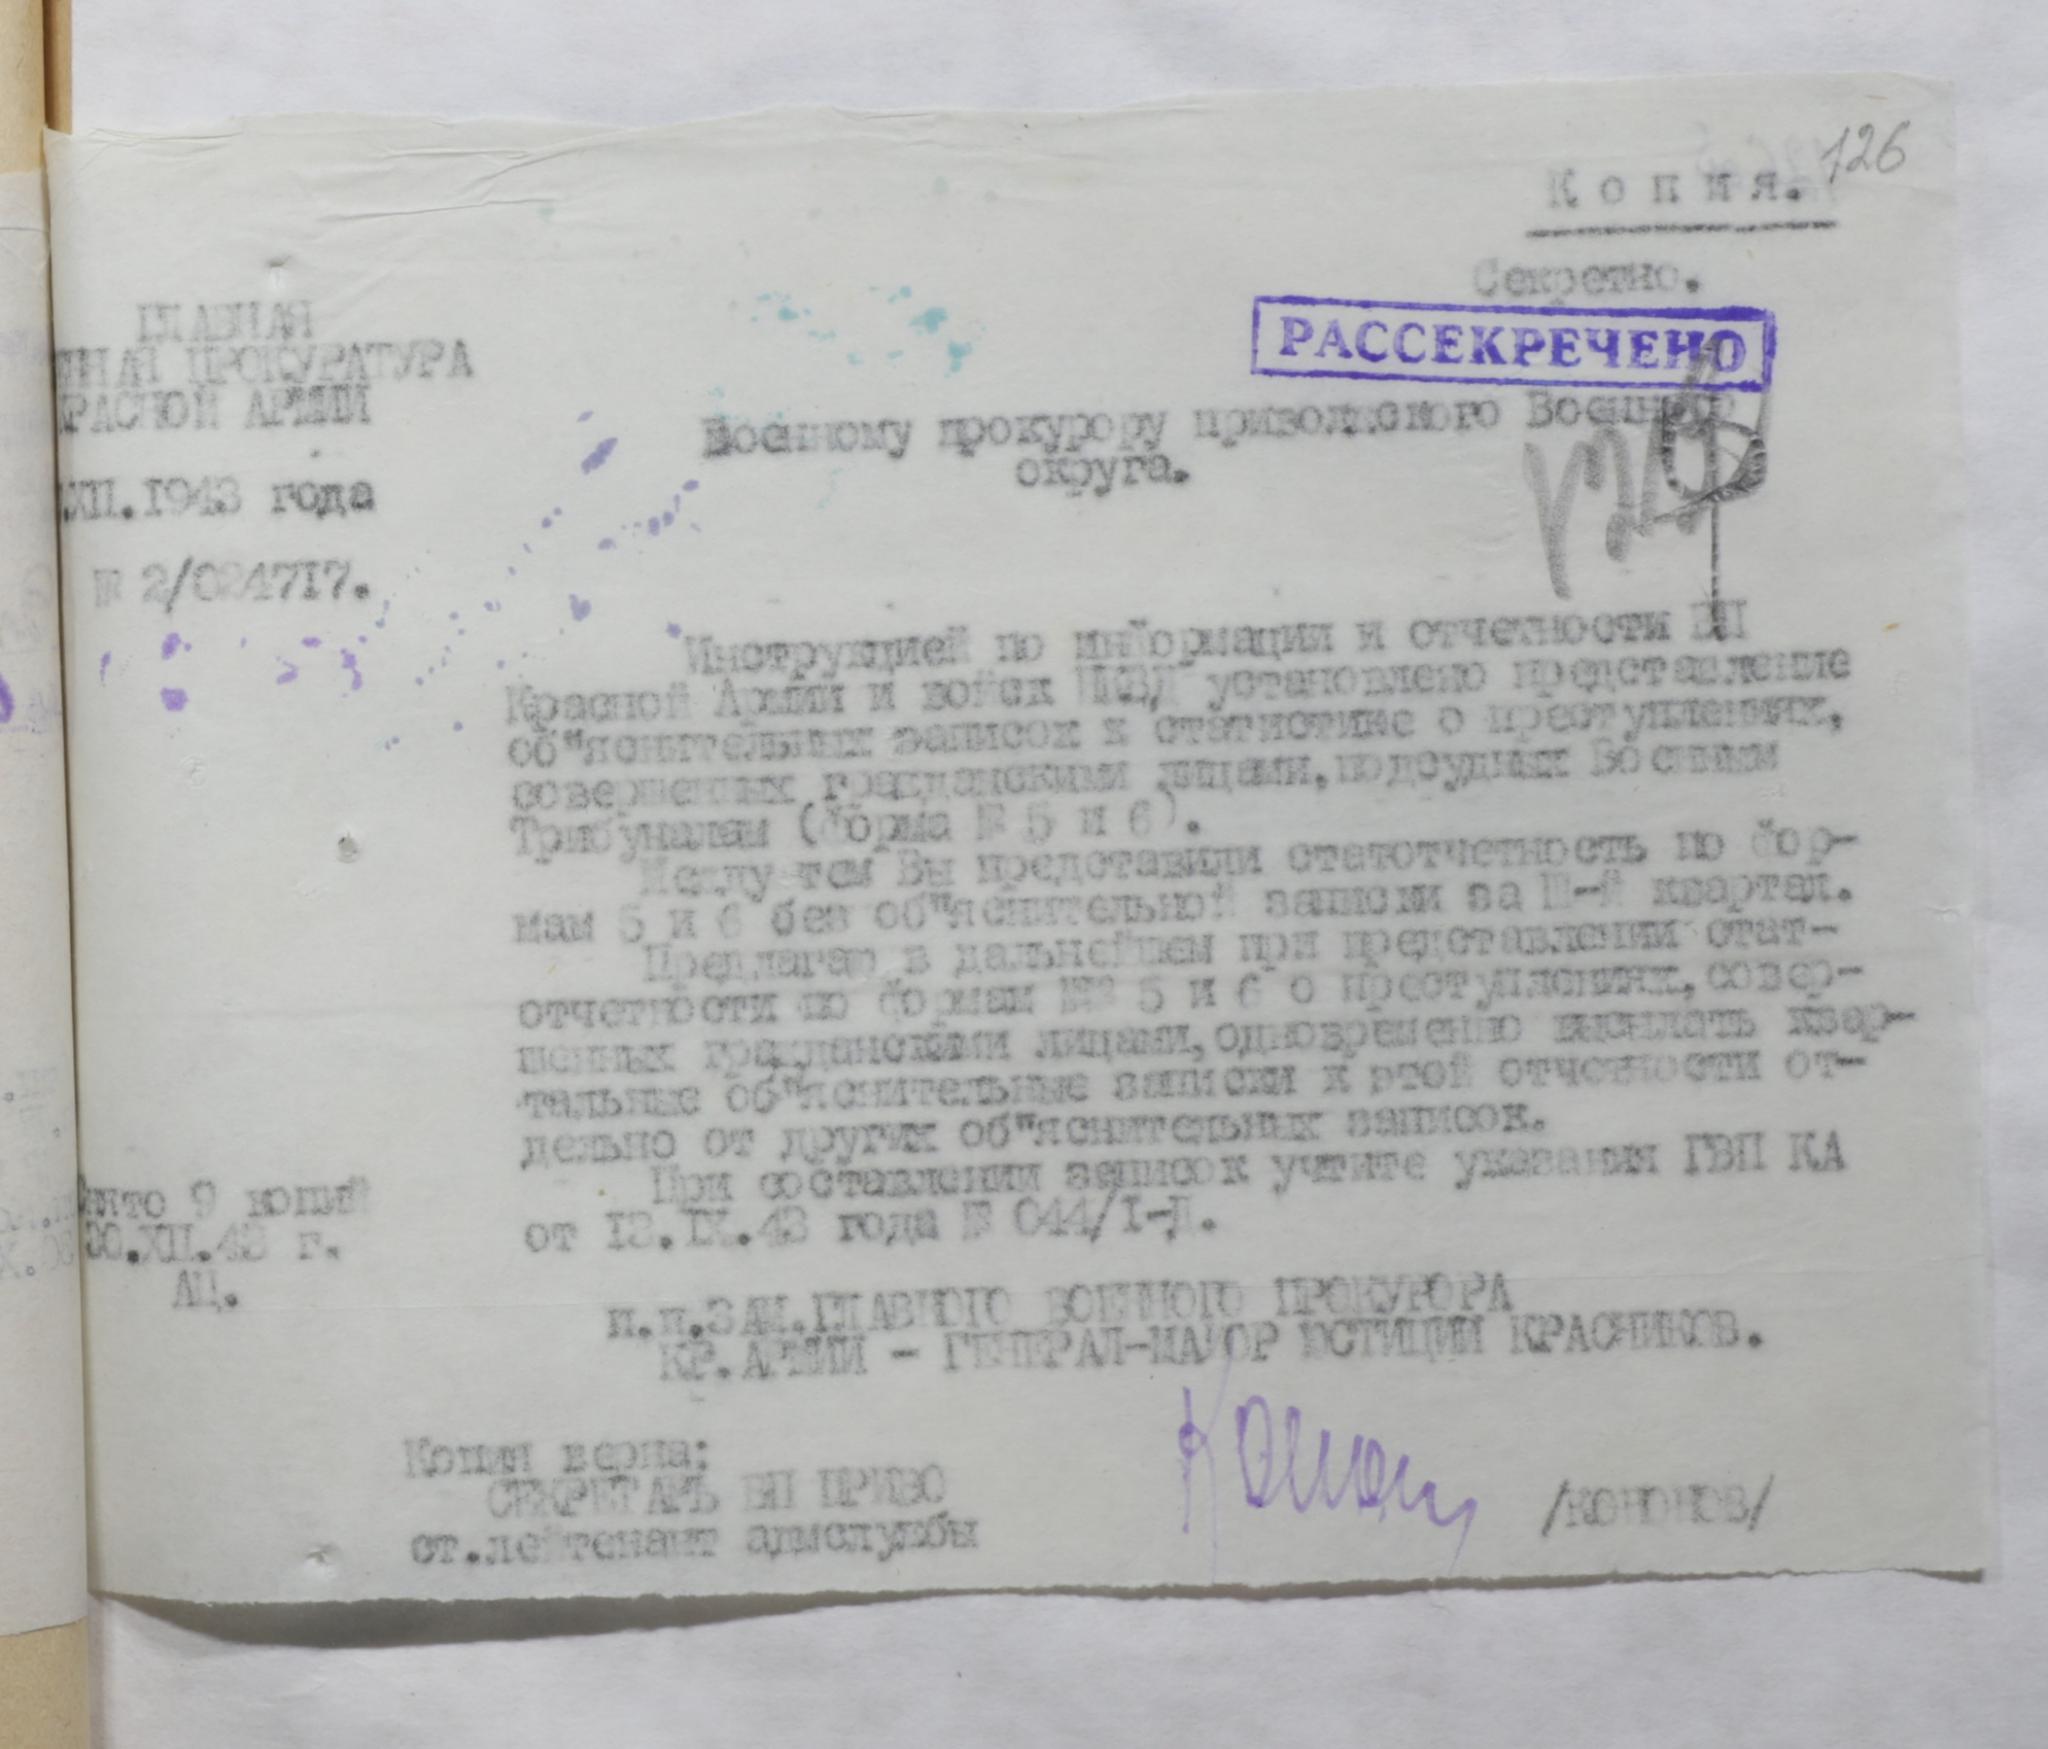 126
Копия.
Секретно.
РАССЕКРЕЧЕНО
ГЛАВНАЯ
ННАЯ ПРОКУРАТУРА
КРАСНОЙ АРМИИ
.XII.1943 года
№ 2/024717.
Военному прокурору приволжского Военного
округа.
Инструкцией по информации и отчетности ВП
Красной Армии и войск НКВД установлено представление
об"яснительных записок к статистике о преступлениях,
совершенных гражданскими лицами,подсудных Военным
Трибуналам (форма № 5 и 6).
Между тем Вы представили статотчетность по фор-
мам 5 и 6 без об"яснительной записки за III-й квартал.
Предлагаю в дальнейшем при представлении стат-
отчетности по формам №№ 5 и 6 о преступлениях,совер-
шенных гражданскими лицами,одновременно высылать квар-
тальные об"яснительные записки к этой отчетности от-
дельно от других об"яснительных записок.
При составлении записок учтите указания ГВП КА
от 13.IX.43 года № 044/1-Д.
нято 9 копий
30.XII.43 г.
АЦ.
п.п.ЗАМ.ГЛАВНОГО ВОЕННОГО ПРОКУРОРА
КР.АРМИИ - ГЕНЕРАЛ-МАЙОР ЮСТИЦИИ КРАСНИКОВ.
Копия верна:
СЕКРЕТАРЬ ВП ПРИВО
ст.лейтенант адмслужбы
/КОНОНОВ/